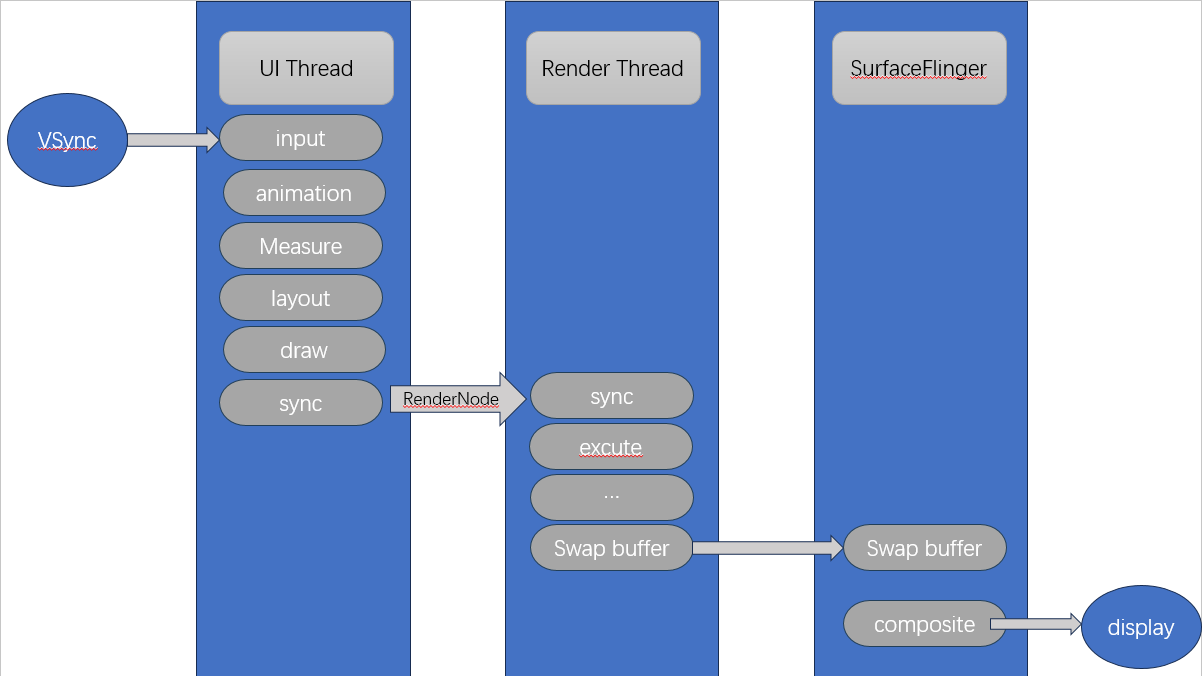 UI Thread
Render Thread
SurfaceFlinger
VSync
input
animation
Measure
layout
draw
sync
RenderNode
sync
excute
...
Swap buffer
Swap buffer
composite
display